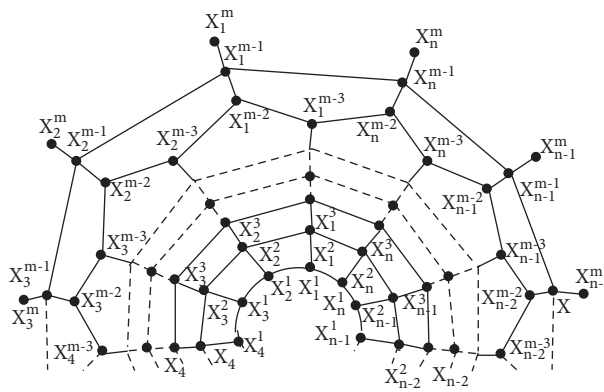 X₁ᵐ
Xₙᵐ
X₁ᵐ⁻¹
Xₙᵐ⁻¹
X₁ᵐ⁻²
X₁ᵐ⁻³
Xₙᵐ⁻²
X₂ᵐ
X₂ᵐ⁻¹
X₂ᵐ⁻³
Xₙᵐ⁻³
Xₙ₋₁ᵐ
X₂ᵐ⁻²
Xₙ₋₁ᵐ⁻²
Xₙ₋₁ᵐ⁻¹
X₂³
X₁³
X₃ᵐ⁻³
X₂²
X₁²
Xₙ³
Xₙ₋₁ᵐ⁻³
X₃ᵐ⁻¹
X₃³
X₂¹
X₁¹
Xₙ²
Xₙ₋₁³
Xₙ₋₂ᵐ⁻²
X
Xₙ₋
ᵐ
X₃ᵐ
X₃ᵐ⁻²
X₃²
X₃¹
Xₙ¹
Xₙ₋₁²
X₄ᵐ⁻³
X₄
X₄
X₄¹
Xₙ₋₁¹
Xₙ₋₂²
Xₙ₋₂
Xₙ₋₂ᵐ⁻³